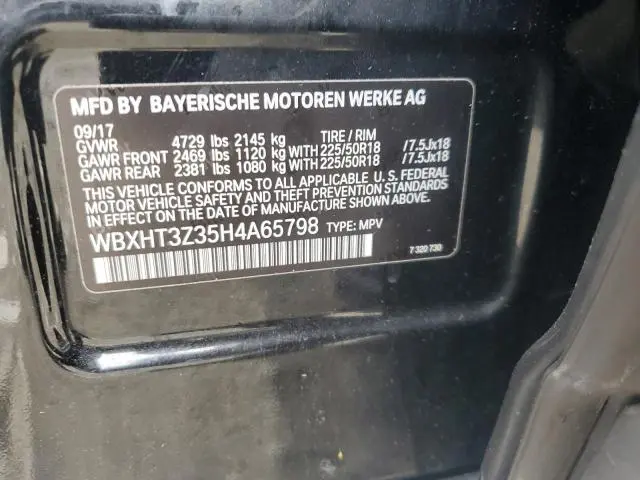 MFD BY BAYERISCHE MOTOREN WERKE AG
09/17
GVWR 4729 lbs 2145 kg TIRE / RIM
GAWR FRONT 2469 lbs 1120 kg WITH 225/50R18 /7.5Jx18
GAWR REAR 2381 lbs 1080 kg WITH 225/50R18 /7.5Jx18
THIS VEHICLE CONFORMS TO ALL APPLICABLE U. S. FEDERAL
MOTOR VEHICLE SAFETY AND THEFT PREVENTION STANDARDS
IN EFFECT ON THE DATE OF MANUFACTURE SHOWN ABOVE.
WBXHT3Z35H4A65798 TYPE: MPV
7 320 730